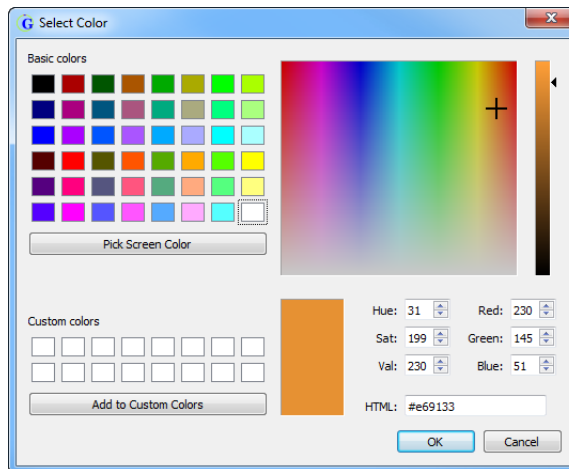 G Select Color
x
Basic colors
Pick Screen Color
Custom colors
Add to Custom Colors
Hue: 31 Red: 230
Sat: 199 Green: 145
Val: 230 Blue: 51
HTML: #e69133
OK Cancel